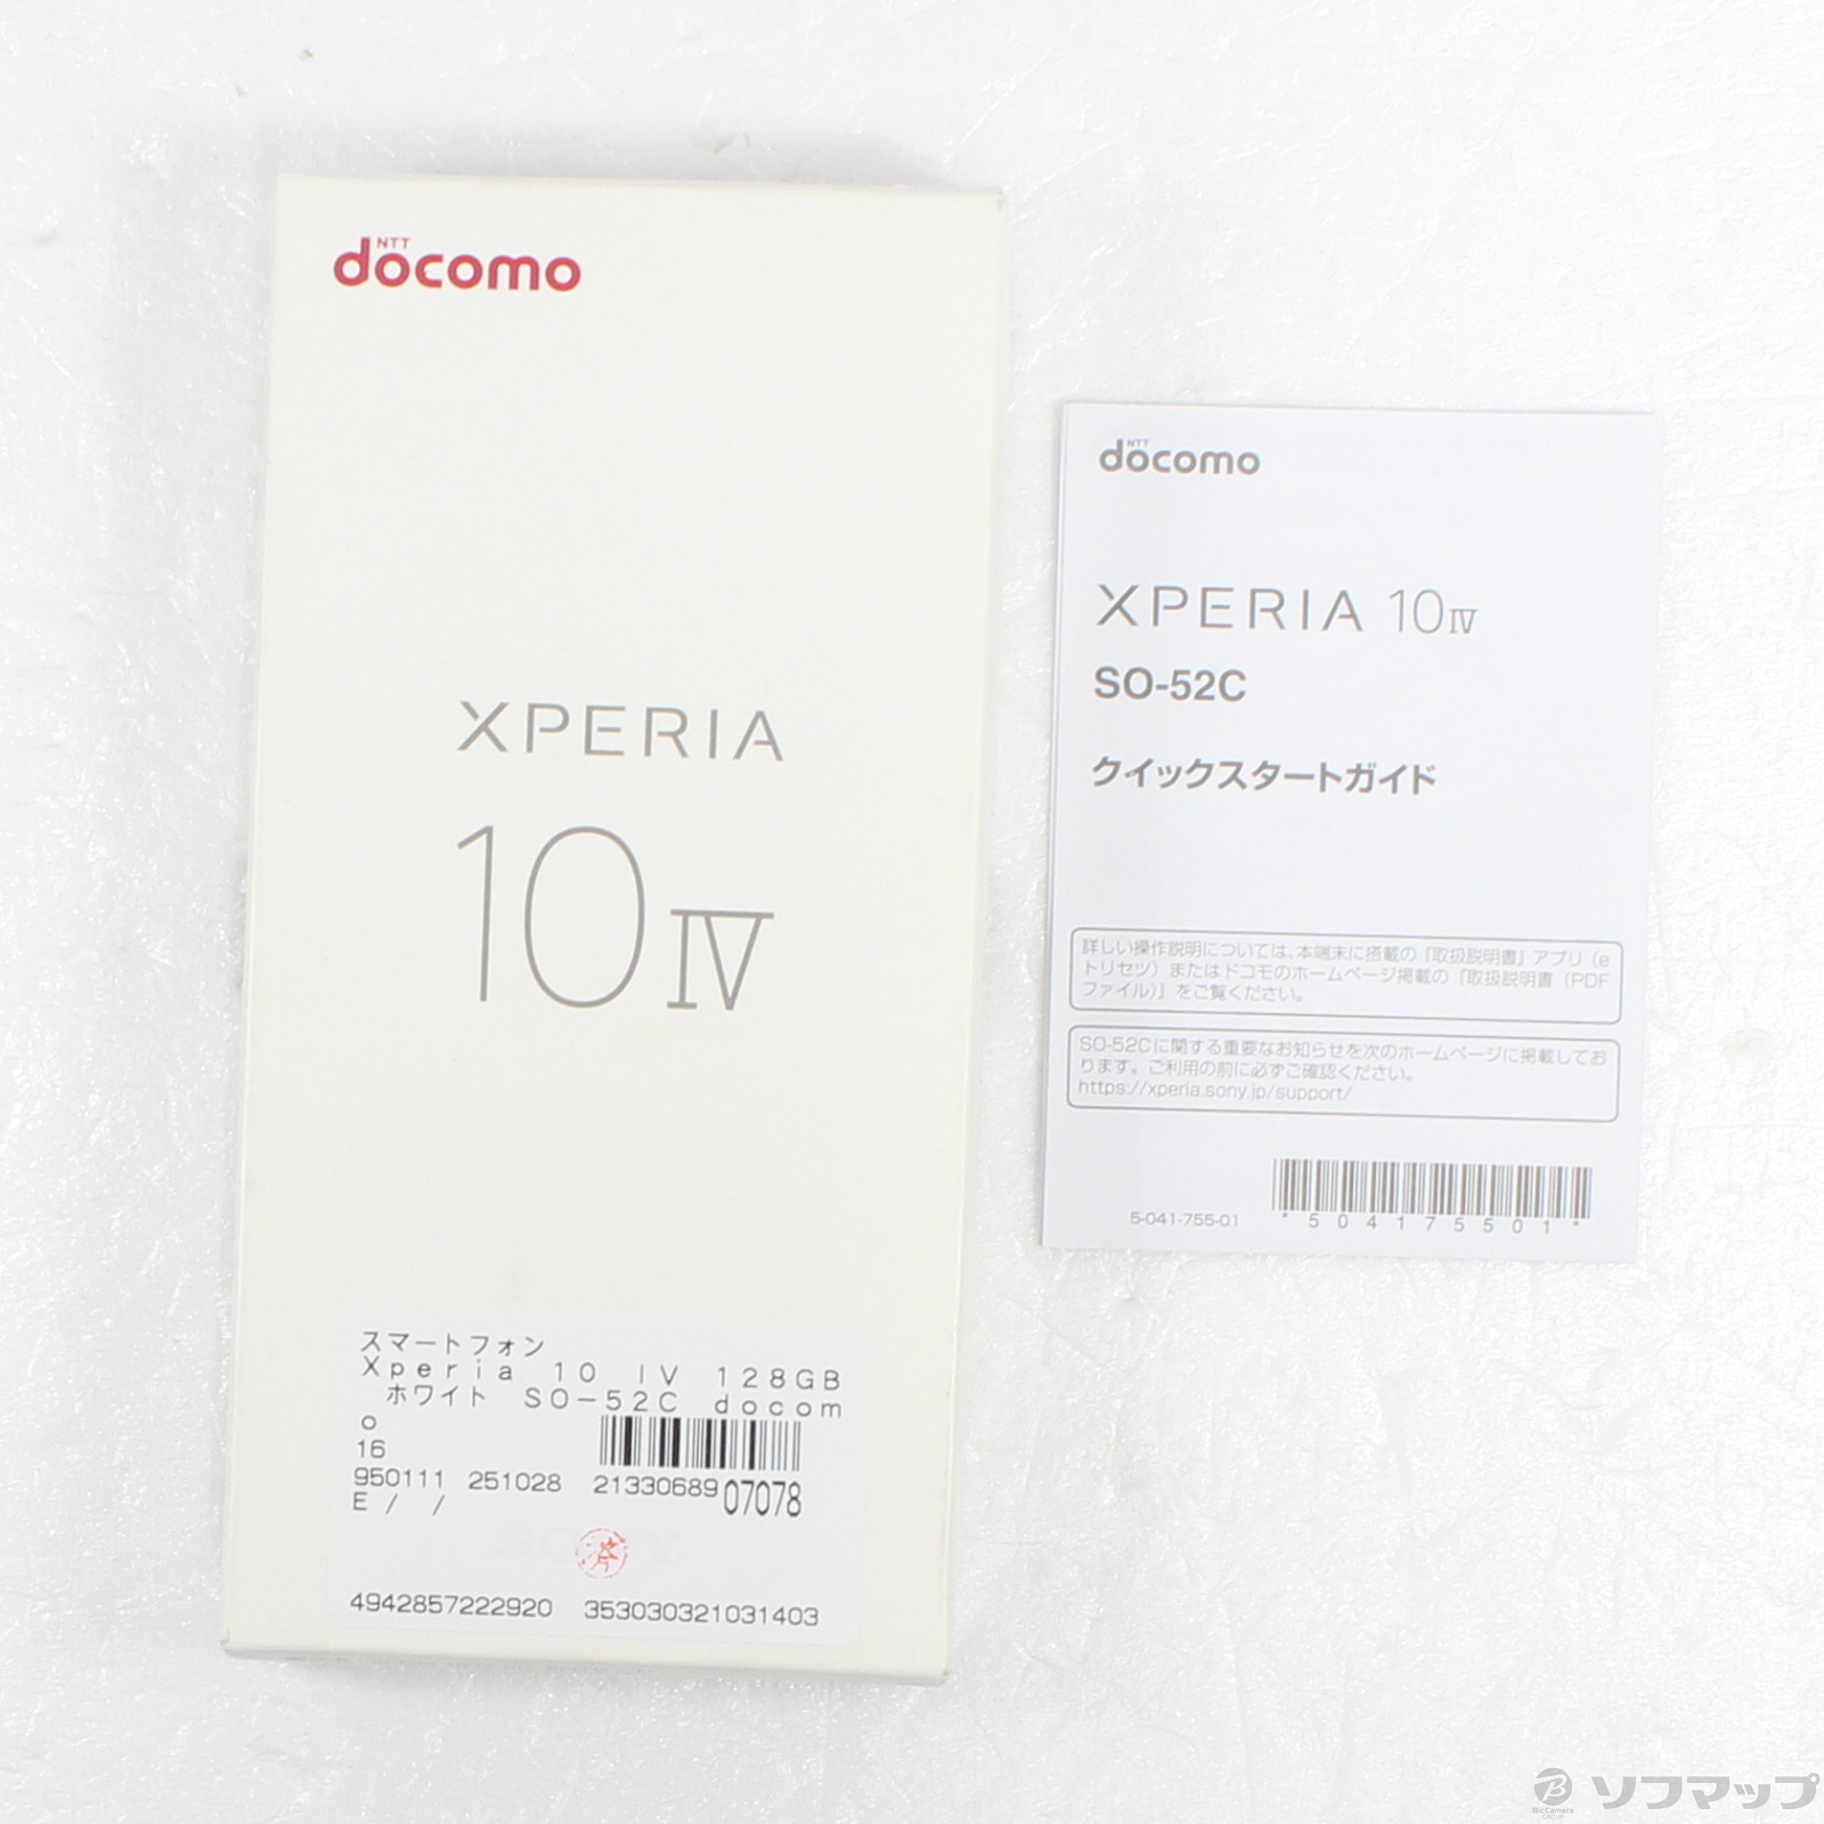 NTT
docomo
XPERIA
10 IV
スマートフォン
Xperia 10 IV 128GB
ホワイト SO-52C docom
o
16
950111 251028 2133068907078
E / /
SONY
済
4942857222920 353030321031403
NTT
docomo
XPERIA 10 IV
SO-52C
クイックスタートガイド
詳しい操作説明については、本端末に搭載の「取扱説明書」アプリ(e
トリセツ)またはドコモのホームページ掲載の「取扱説明書(PDF
ファイル)」をご覧ください。
SO-52Cに関する重要なお知らせを次のホームページに掲載してお
ります。ご利用の前に必ずご確認ください。
https://xperia.sony.jp/support/
5-041-755-01
*504175501*
B
BicCamera
GROUP
ソフマップ